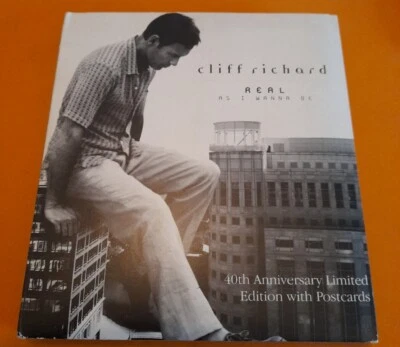 cliff richard
REAL
AS I WANNA BE
40th Anniversary Limited
Edition with Postcards